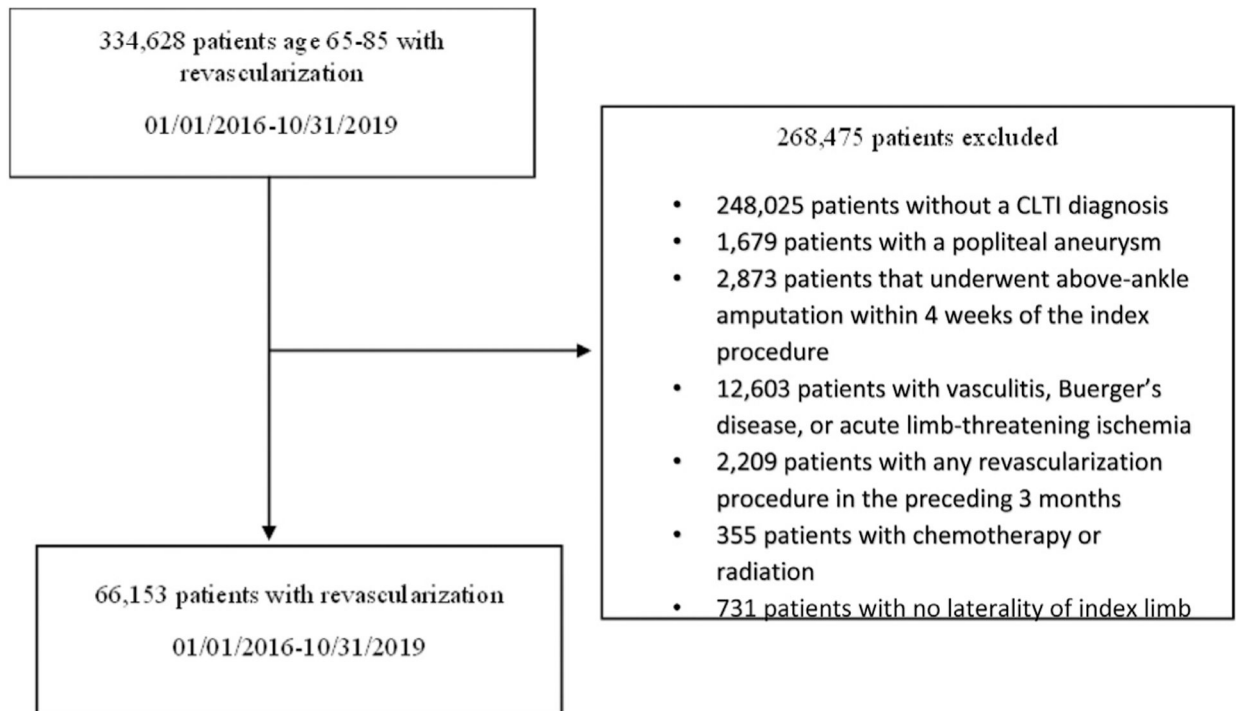 334,628 patients age 65-85 with
revascularization
01/01/2016-10/31/2019
268,475 patients excluded
• 248,025 patients without a CLTI diagnosis
• 1,679 patients with a popliteal aneurysm
• 2,873 patients that underwent above-ankle
amputation within 4 weeks of the index
procedure
• 12,603 patients with vasculitis, Buerger’s
disease, or acute limb-threatening ischemia
• 2,209 patients with any revascularization
procedure in the preceding 3 months
• 355 patients with chemotherapy or
radiation
• 731 patients with no laterality of index limb
66,153 patients with revascularization
01/01/2016-10/31/2019